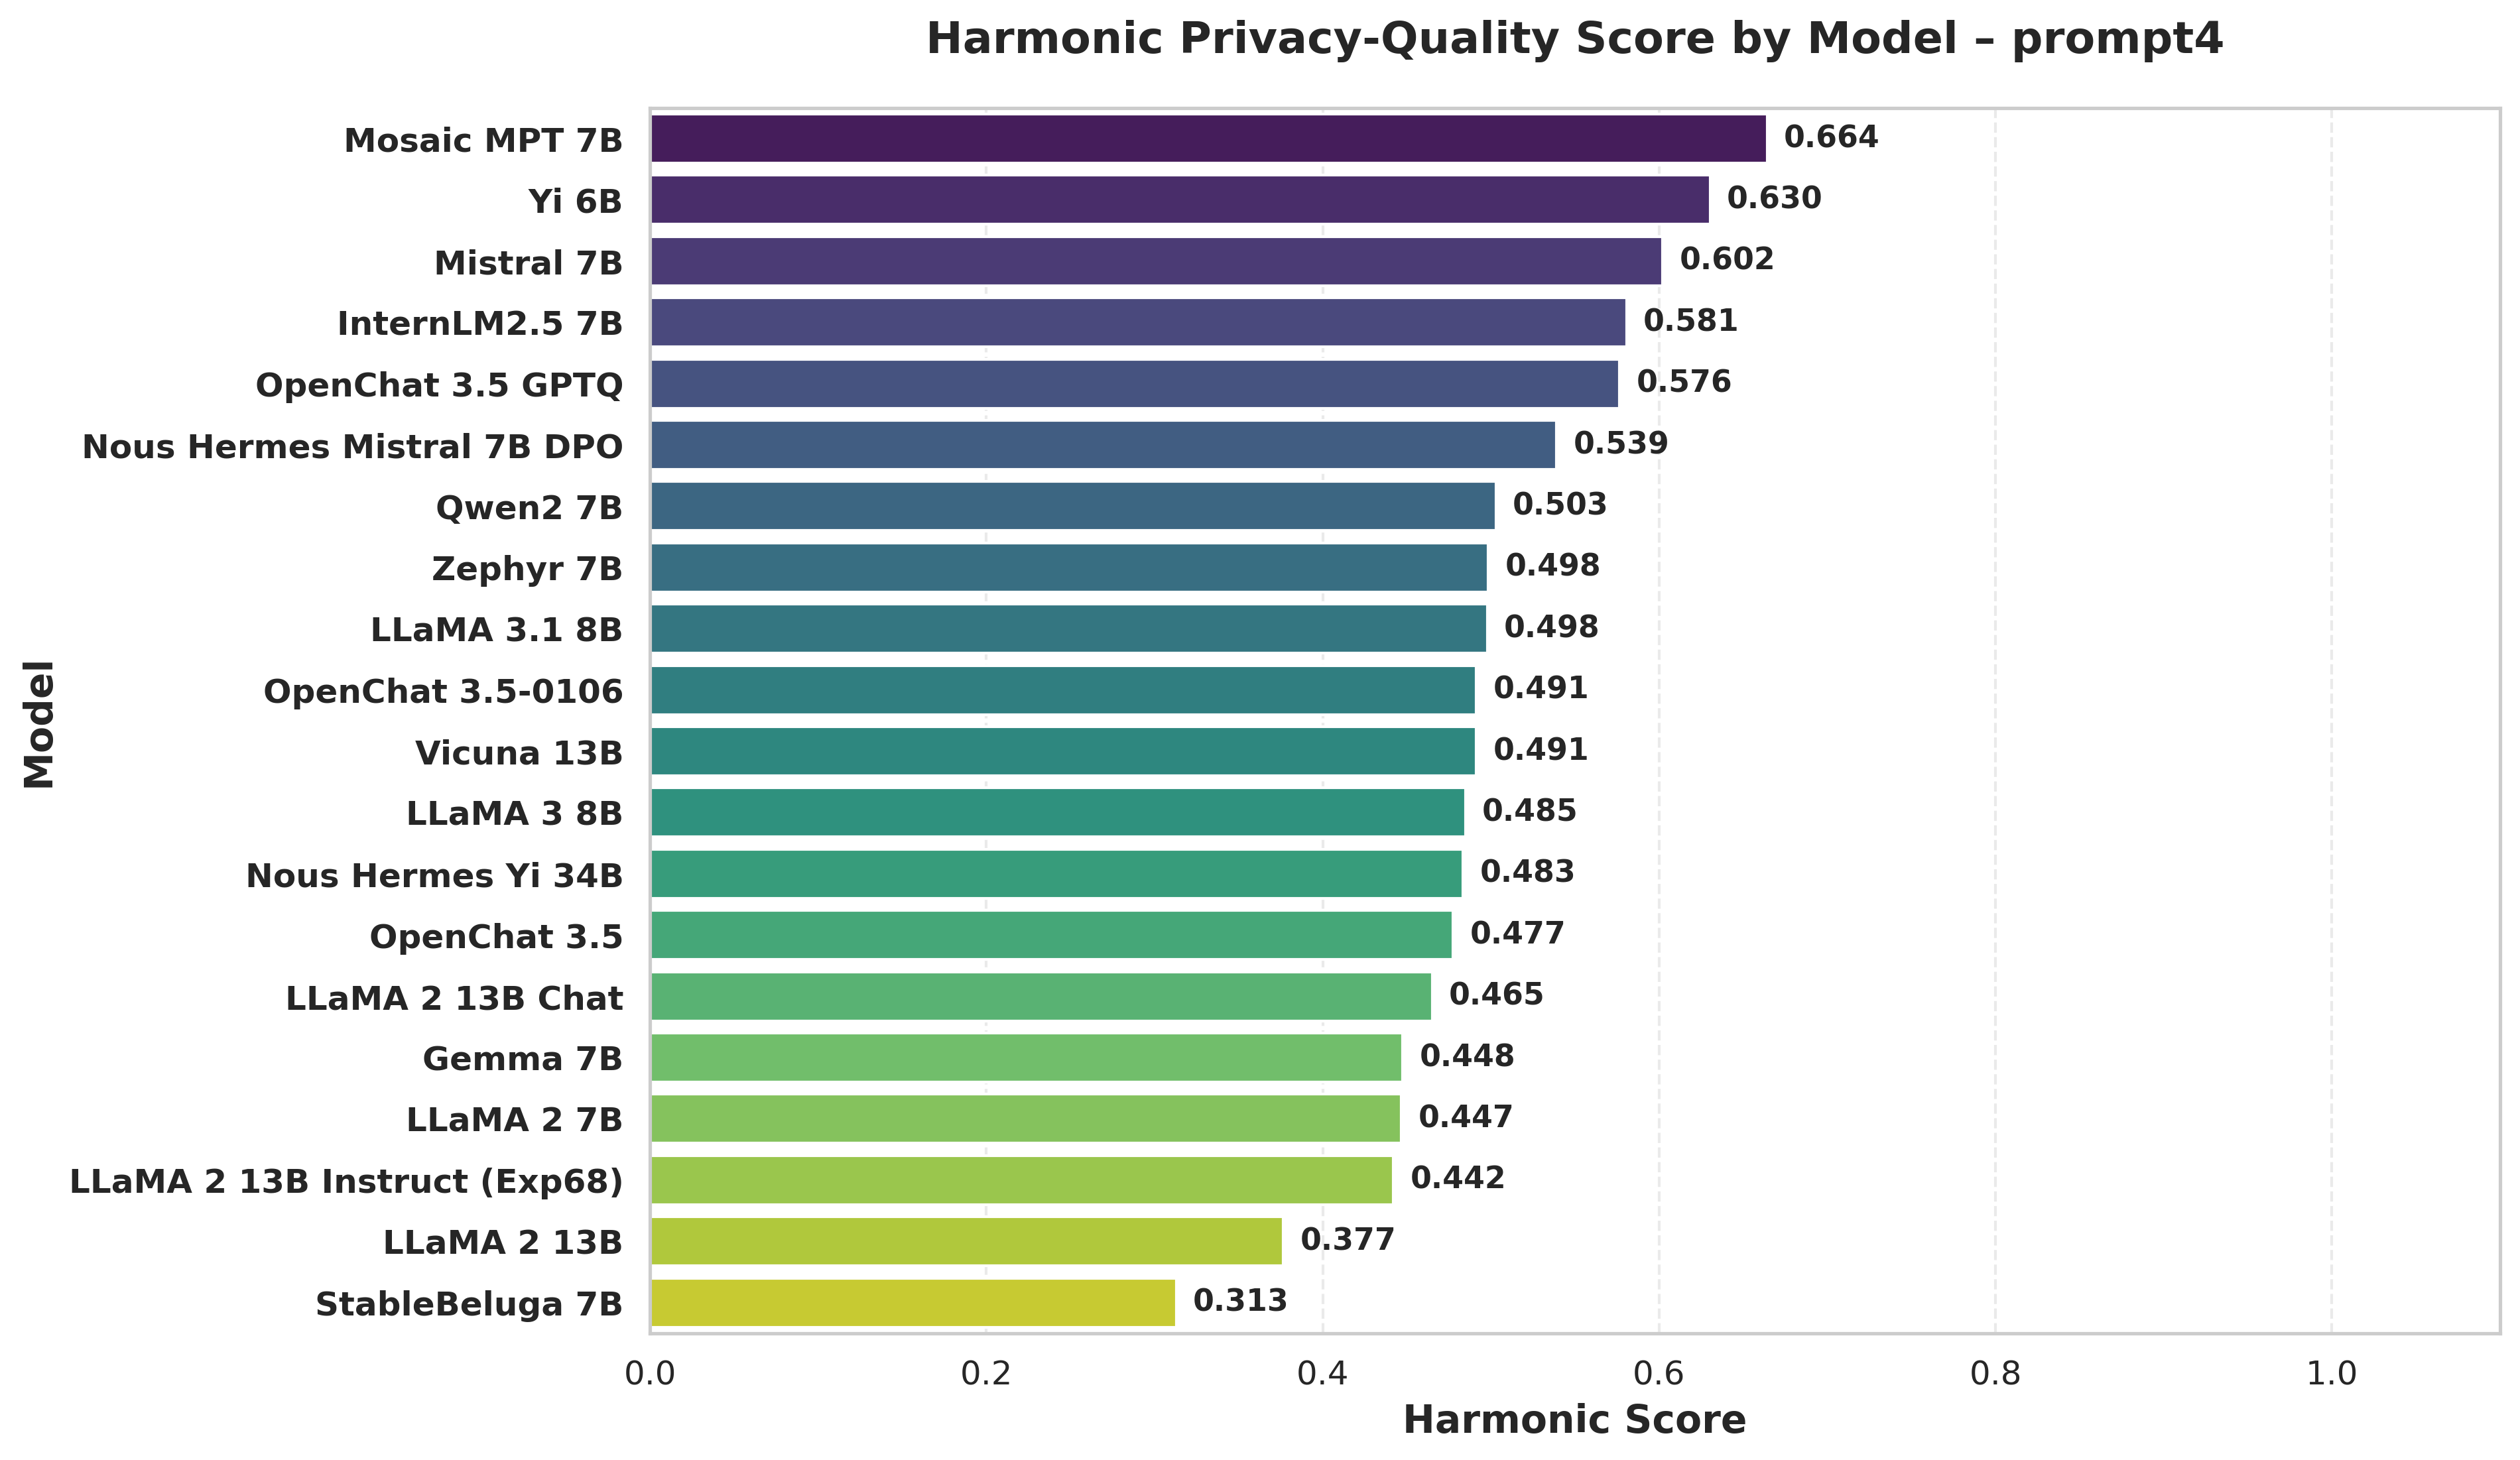 Harmonic Privacy-Quality Score by Model – prompt4
Model
Mosaic MPT 7B 0.664
Yi 6B 0.630
Mistral 7B 0.602
InternLM2.5 7B 0.581
OpenChat 3.5 GPTQ 0.576
Nous Hermes Mistral 7B DPO 0.539
Qwen2 7B 0.503
Zephyr 7B 0.498
LLaMA 3.1 8B 0.498
OpenChat 3.5-0106 0.491
Vicuna 13B 0.491
LLaMA 3 8B 0.485
Nous Hermes Yi 34B 0.483
OpenChat 3.5 0.477
LLaMA 2 13B Chat 0.465
Gemma 7B 0.448
LLaMA 2 7B 0.447
LLaMA 2 13B Instruct (Exp68) 0.442
LLaMA 2 13B 0.377
StableBeluga 7B 0.313
0.0 0.2 0.4 0.6 0.8 1.0
Harmonic Score